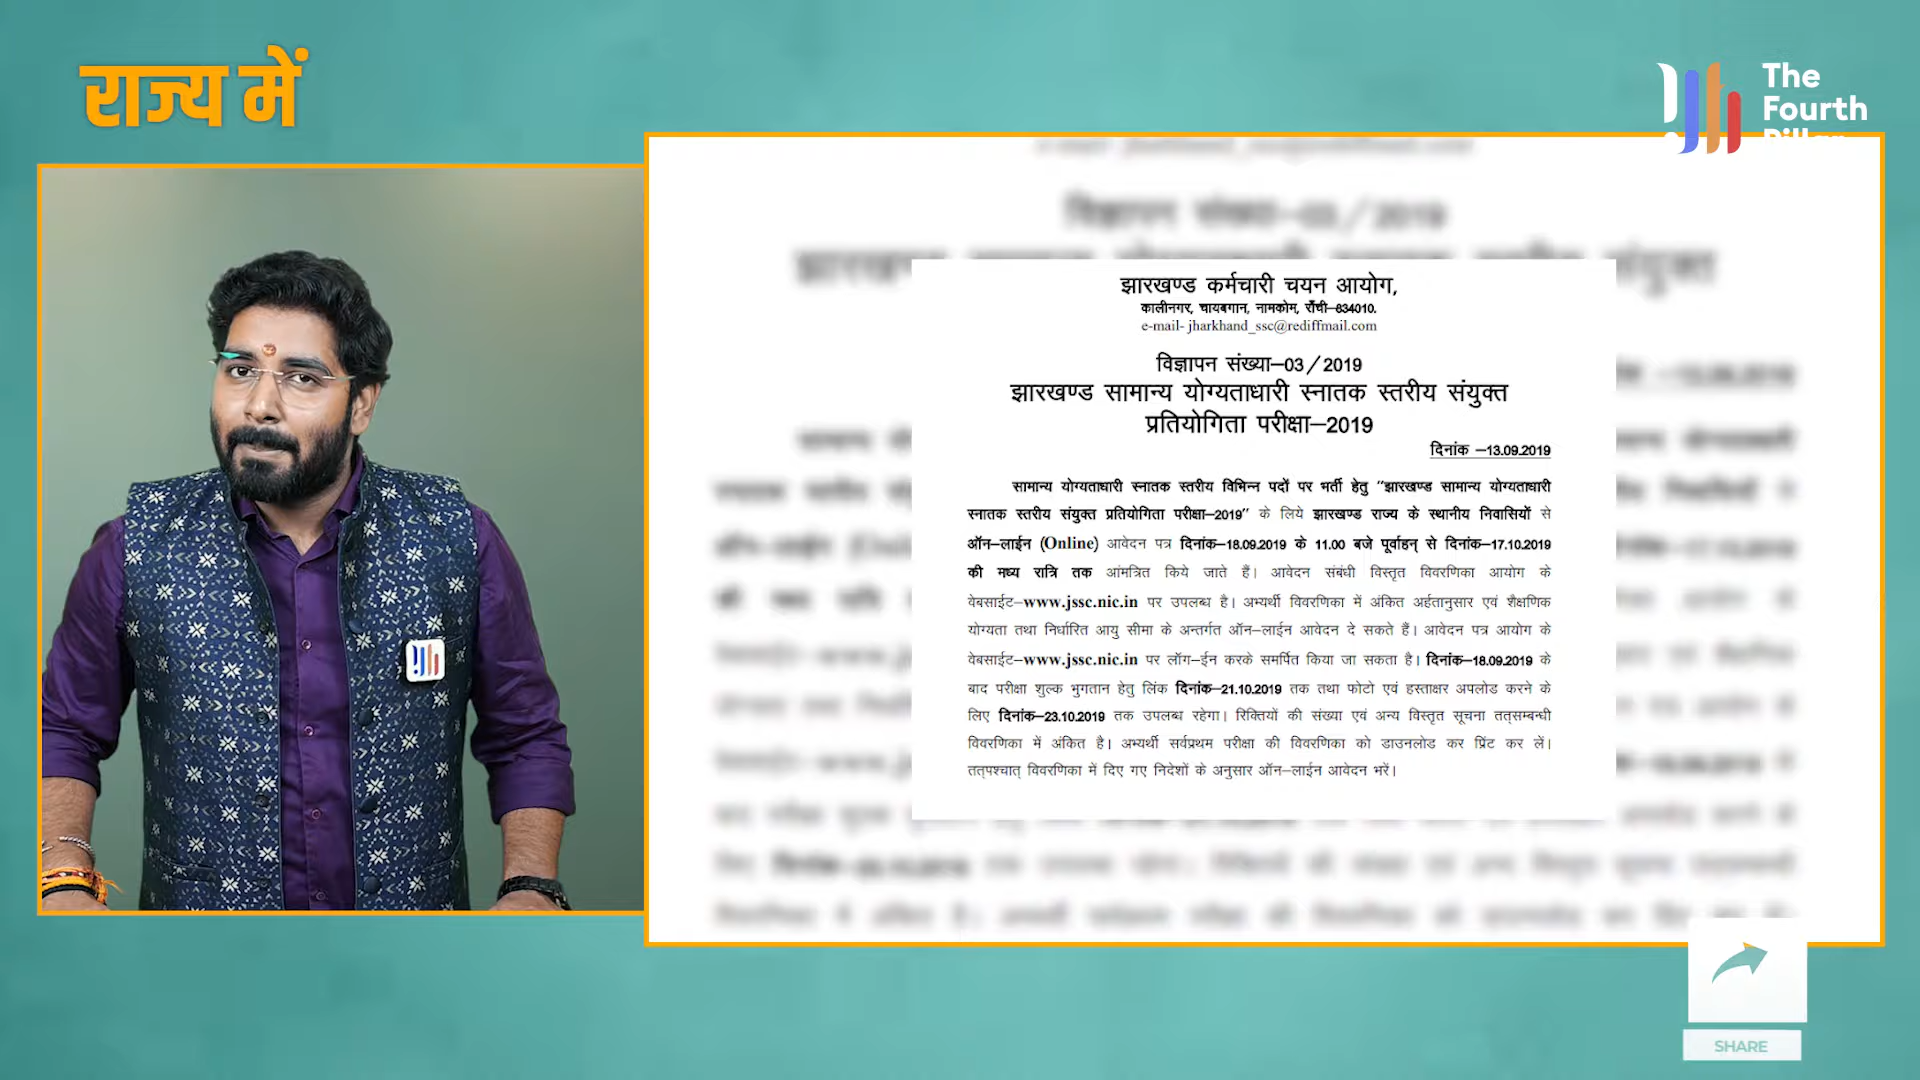 राज्य में
The
Fourth
Pillar
झारखण्ड कर्मचारी चयन आयोग,
कालीनगर, चायबगान, नामकोम, राँची–834010.
e-mail- jharkhand_ssc@rediffmail.com
विज्ञापन संख्या–03/2019
झारखण्ड सामान्य योग्यताधारी स्नातक स्तरीय संयुक्त
प्रतियोगिता परीक्षा–2019
दिनांक –13.09.2019
सामान्य योग्यताधारी स्नातक स्तरीय विभिन्न पदों पर भर्ती हेतु "झारखण्ड सामान्य योग्यताधारी
स्नातक स्तरीय संयुक्त प्रतियोगिता परीक्षा–2019" के लिये झारखण्ड राज्य के स्थानीय निवासियों से
ऑन–लाईन (Online) आवेदन पत्र दिनांक–18.09.2019 के 11.00 बजे पूर्वाहन् से दिनांक–17.10.2019
की मध्य रात्रि तक आंमत्रित किये जाते हैं। आवेदन संबंधी विस्तृत विवरणिका आयोग के
वेबसाईट–www.jssc.nic.in पर उपलब्ध है। अभ्यर्थी विवरणिका में अंकित अर्हतानुसार एवं शैक्षणिक
योग्यता तथा निर्धारित आयु सीमा के अन्तर्गत ऑन–लाईन आवेदन दे सकते हैं। आवेदन पत्र आयोग के
वेबसाईट–www.jssc.nic.in पर लॉग–ईन करके समर्पित किया जा सकता है। दिनांक–18.09.2019 के
बाद परीक्षा शुल्क भुगतान हेतु लिंक दिनांक–21.10.2019 तक तथा फोटो एवं हस्ताक्षर अपलोड करने के
लिए दिनांक–23.10.2019 तक उपलब्ध रहेगा। रिक्तियों की संख्या एवं अन्य विस्तृत सूचना तत्सम्बन्धी
विवरणिका में अंकित है। अभ्यर्थी सर्वप्रथम परीक्षा की विवरणिका को डाउनलोड कर प्रिंट कर लें।
तत्पश्चात् विवरणिका में दिए गए निदेशों के अनुसार ऑन–लाईन आवेदन भरें।
SHARE